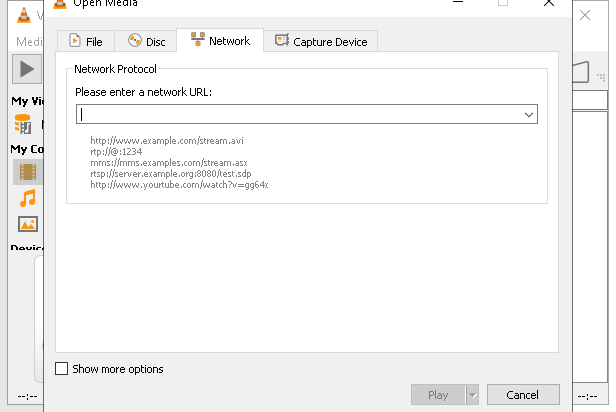 Open Media
V
Medi
File
Disc
Network
Capture Device
Network Protocol
Please enter a network URL:
http://www.example.com/stream.avi
rtp://@:1234
mms://mms.examples.com/stream.asx
rtsp://server.example.org:8080/test.sdp
http://www.yourtube.com/watch?v=gg64x
My Vi
My Co
Device
Show more options
Play
Cancel
--:--
--:--